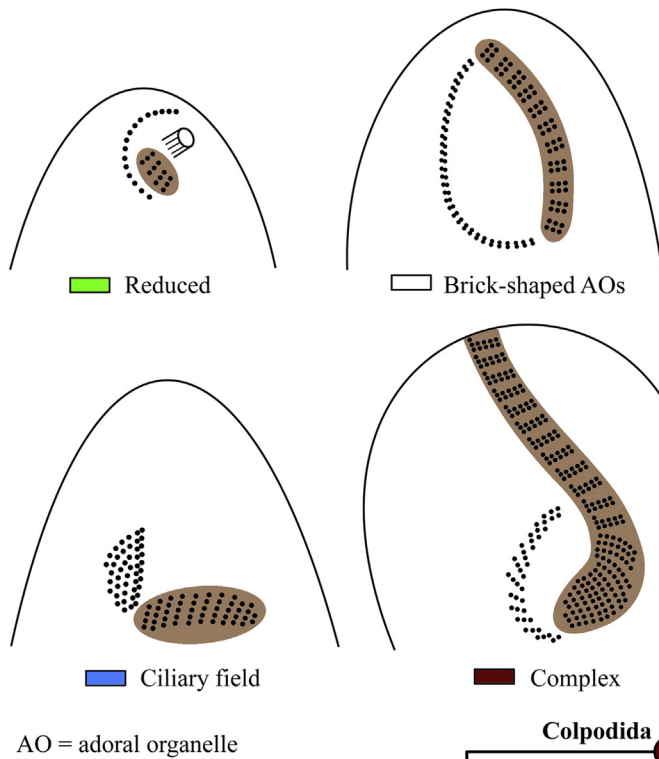 Reduced
Brick-shaped AOs
Ciliary field
Complex
AO = adoral organelle
Colpodida